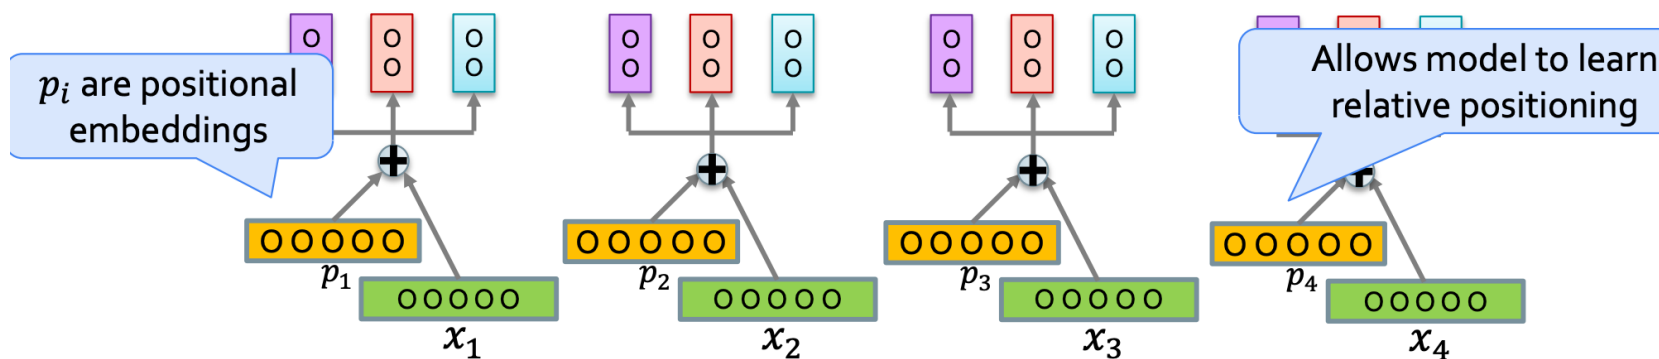 p_i are positional
embeddings
Allows model to learn
relative positioning
O O O O
O O O O O O
O O O O O O
O O O O O
O O O O O
O O O O O
O O O O O
p_1
p_2
p_3
p_4
O O O O O
O O O O O
O O O O O
O O O O O
x_1
x_2
x_3
x_4